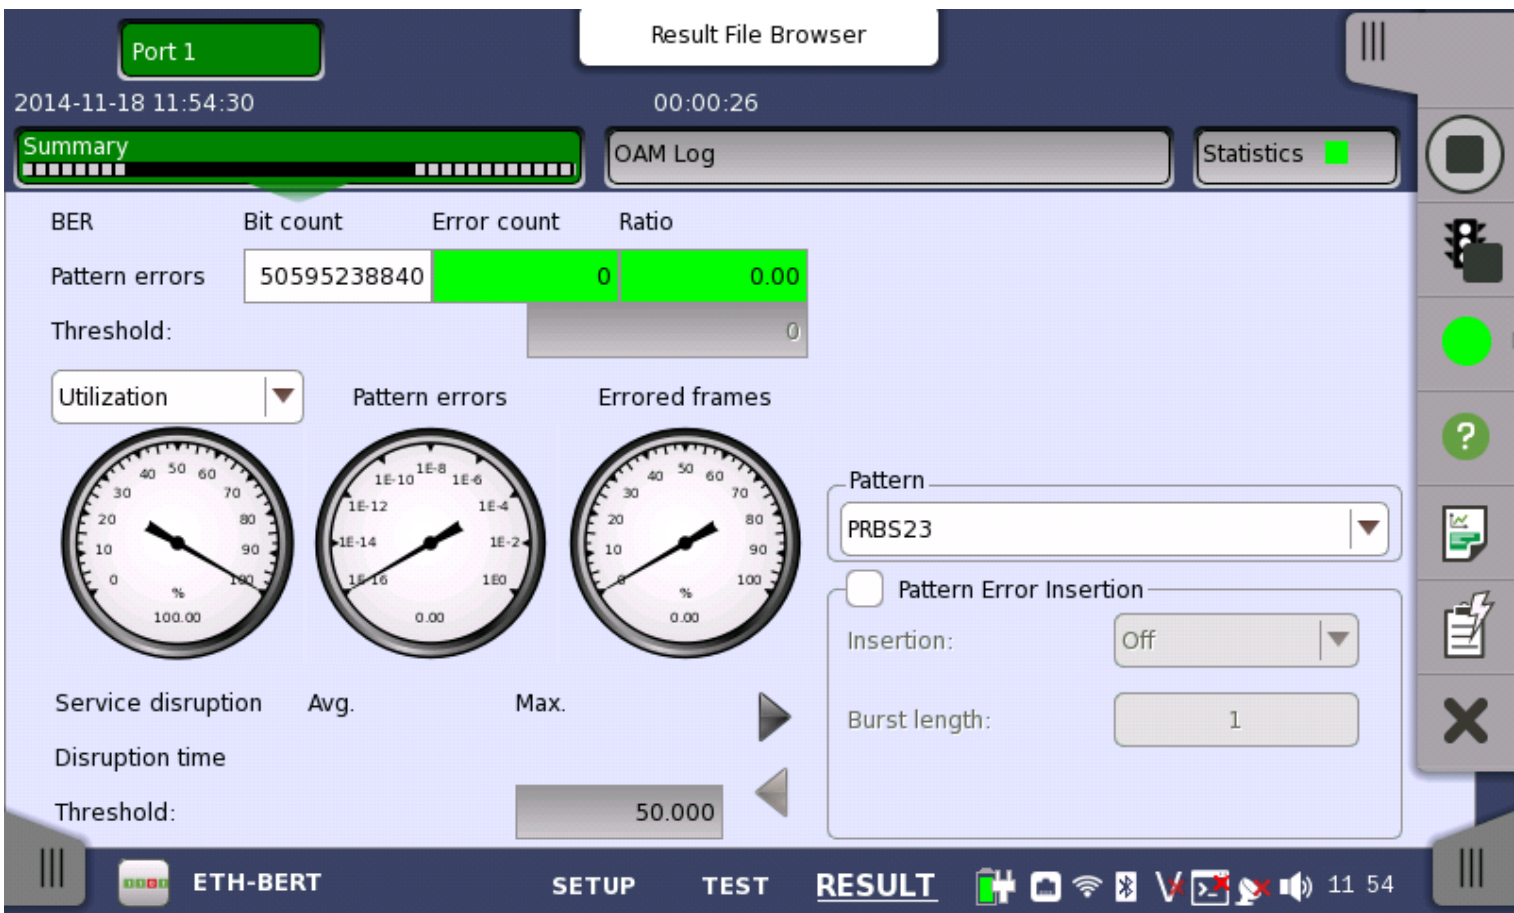 Port 1
Result File Browser
2014-11-18 11:54:30 00:00:26
Summary OAM Log Statistics
BER Bit count Error count Ratio
Pattern errors 50595238840 0 0.00
Threshold: 0
Utilization Pattern errors Errored frames
0 10 20 30 40 50 60 70 80 90 100 % 100.00
1E-16 1E-14 1E-12 1E-10 1E-8 1E-6 1E-4 1E-2 1E0 0.00
0 10 20 30 40 50 60 70 80 90 100 % 0.00
Pattern
PRBS23
Pattern Error Insertion
Insertion: Off
Burst length: 1
Service disruption Avg. Max.
Disruption time
Threshold: 50.000
ETH-BERT SETUP TEST RESULT 11 54